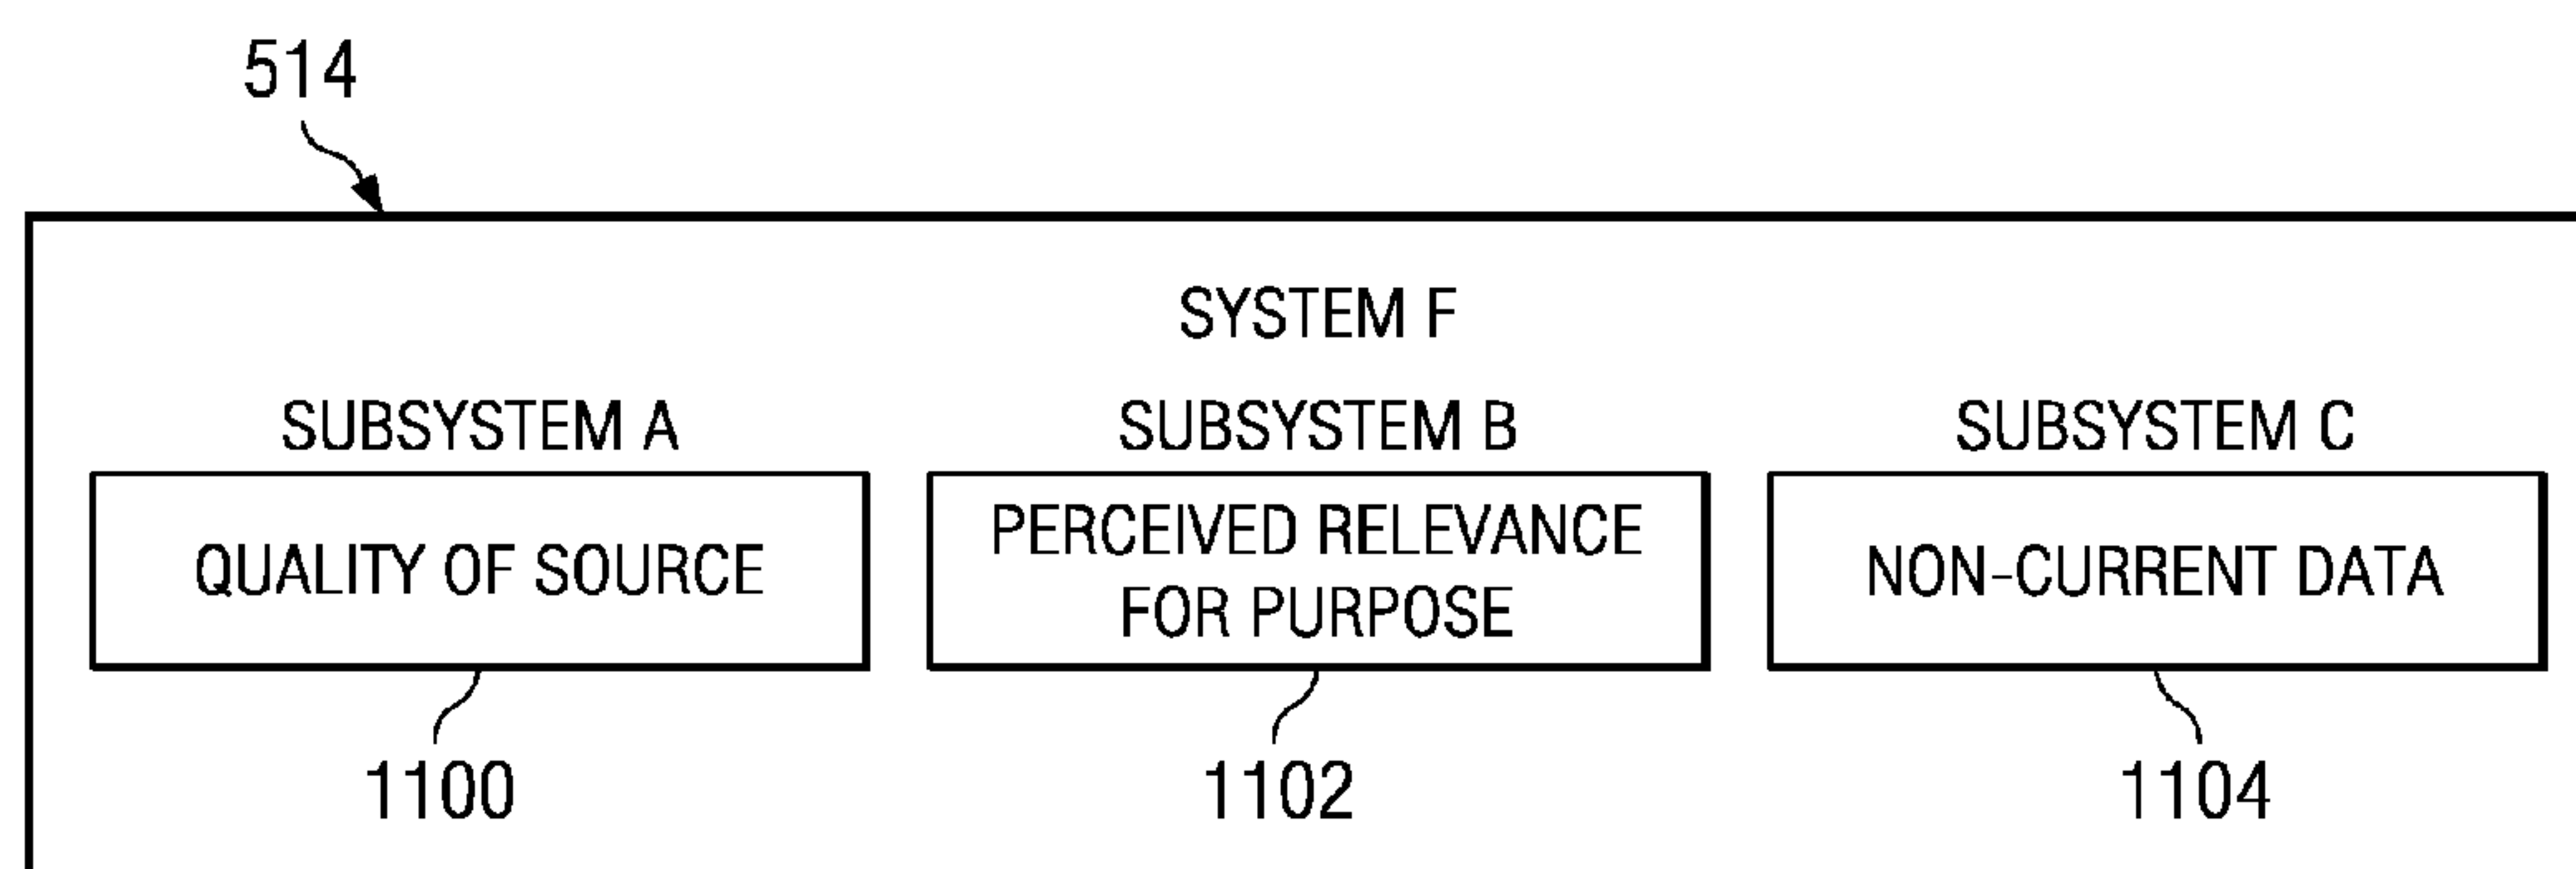 514
SYSTEM F
SUBSYSTEM A SUBSYSTEM B SUBSYSTEM C
QUALITY OF SOURCE
PERCEIVED RELEVANCE
FOR PURPOSE
NON-CURRENT DATA
1100 1102 1104